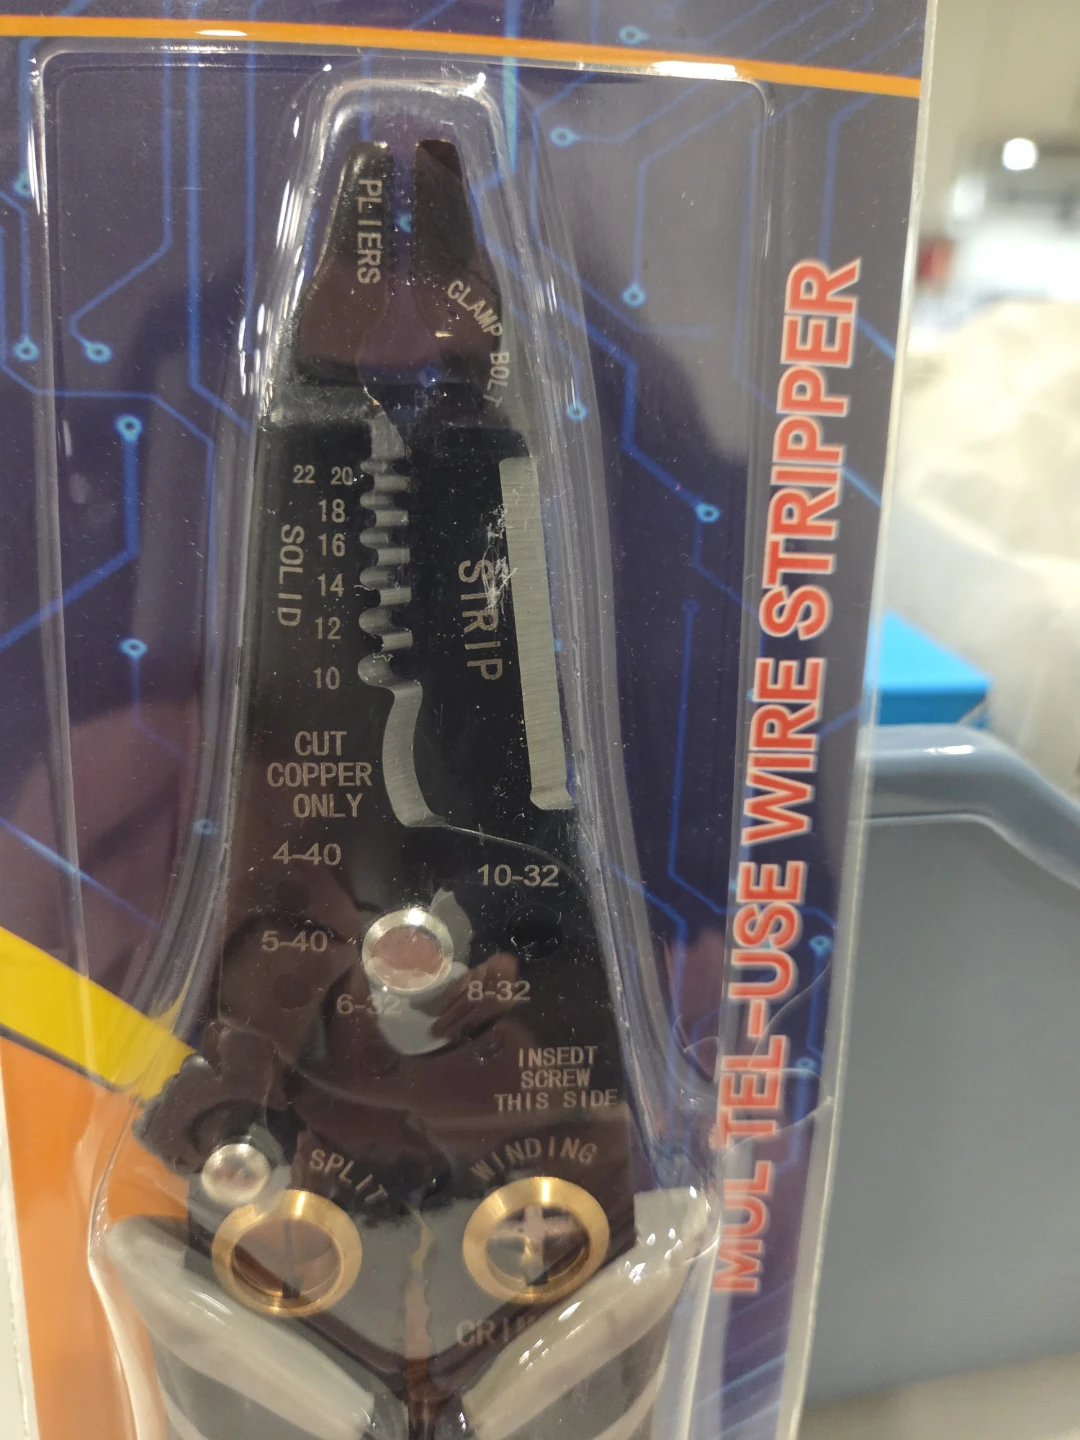 PLIERS
CLAMP BOLT
22 20
18
16
14
12
10
SOLID
STRIP
CUT
COPPER
ONLY
4-40
10-32
5-40
6-32
8-32
INSEDT
SCREW
THIS SIDE
SPLIT
WINDING
MULTEL-USE WIRE STRIPPER